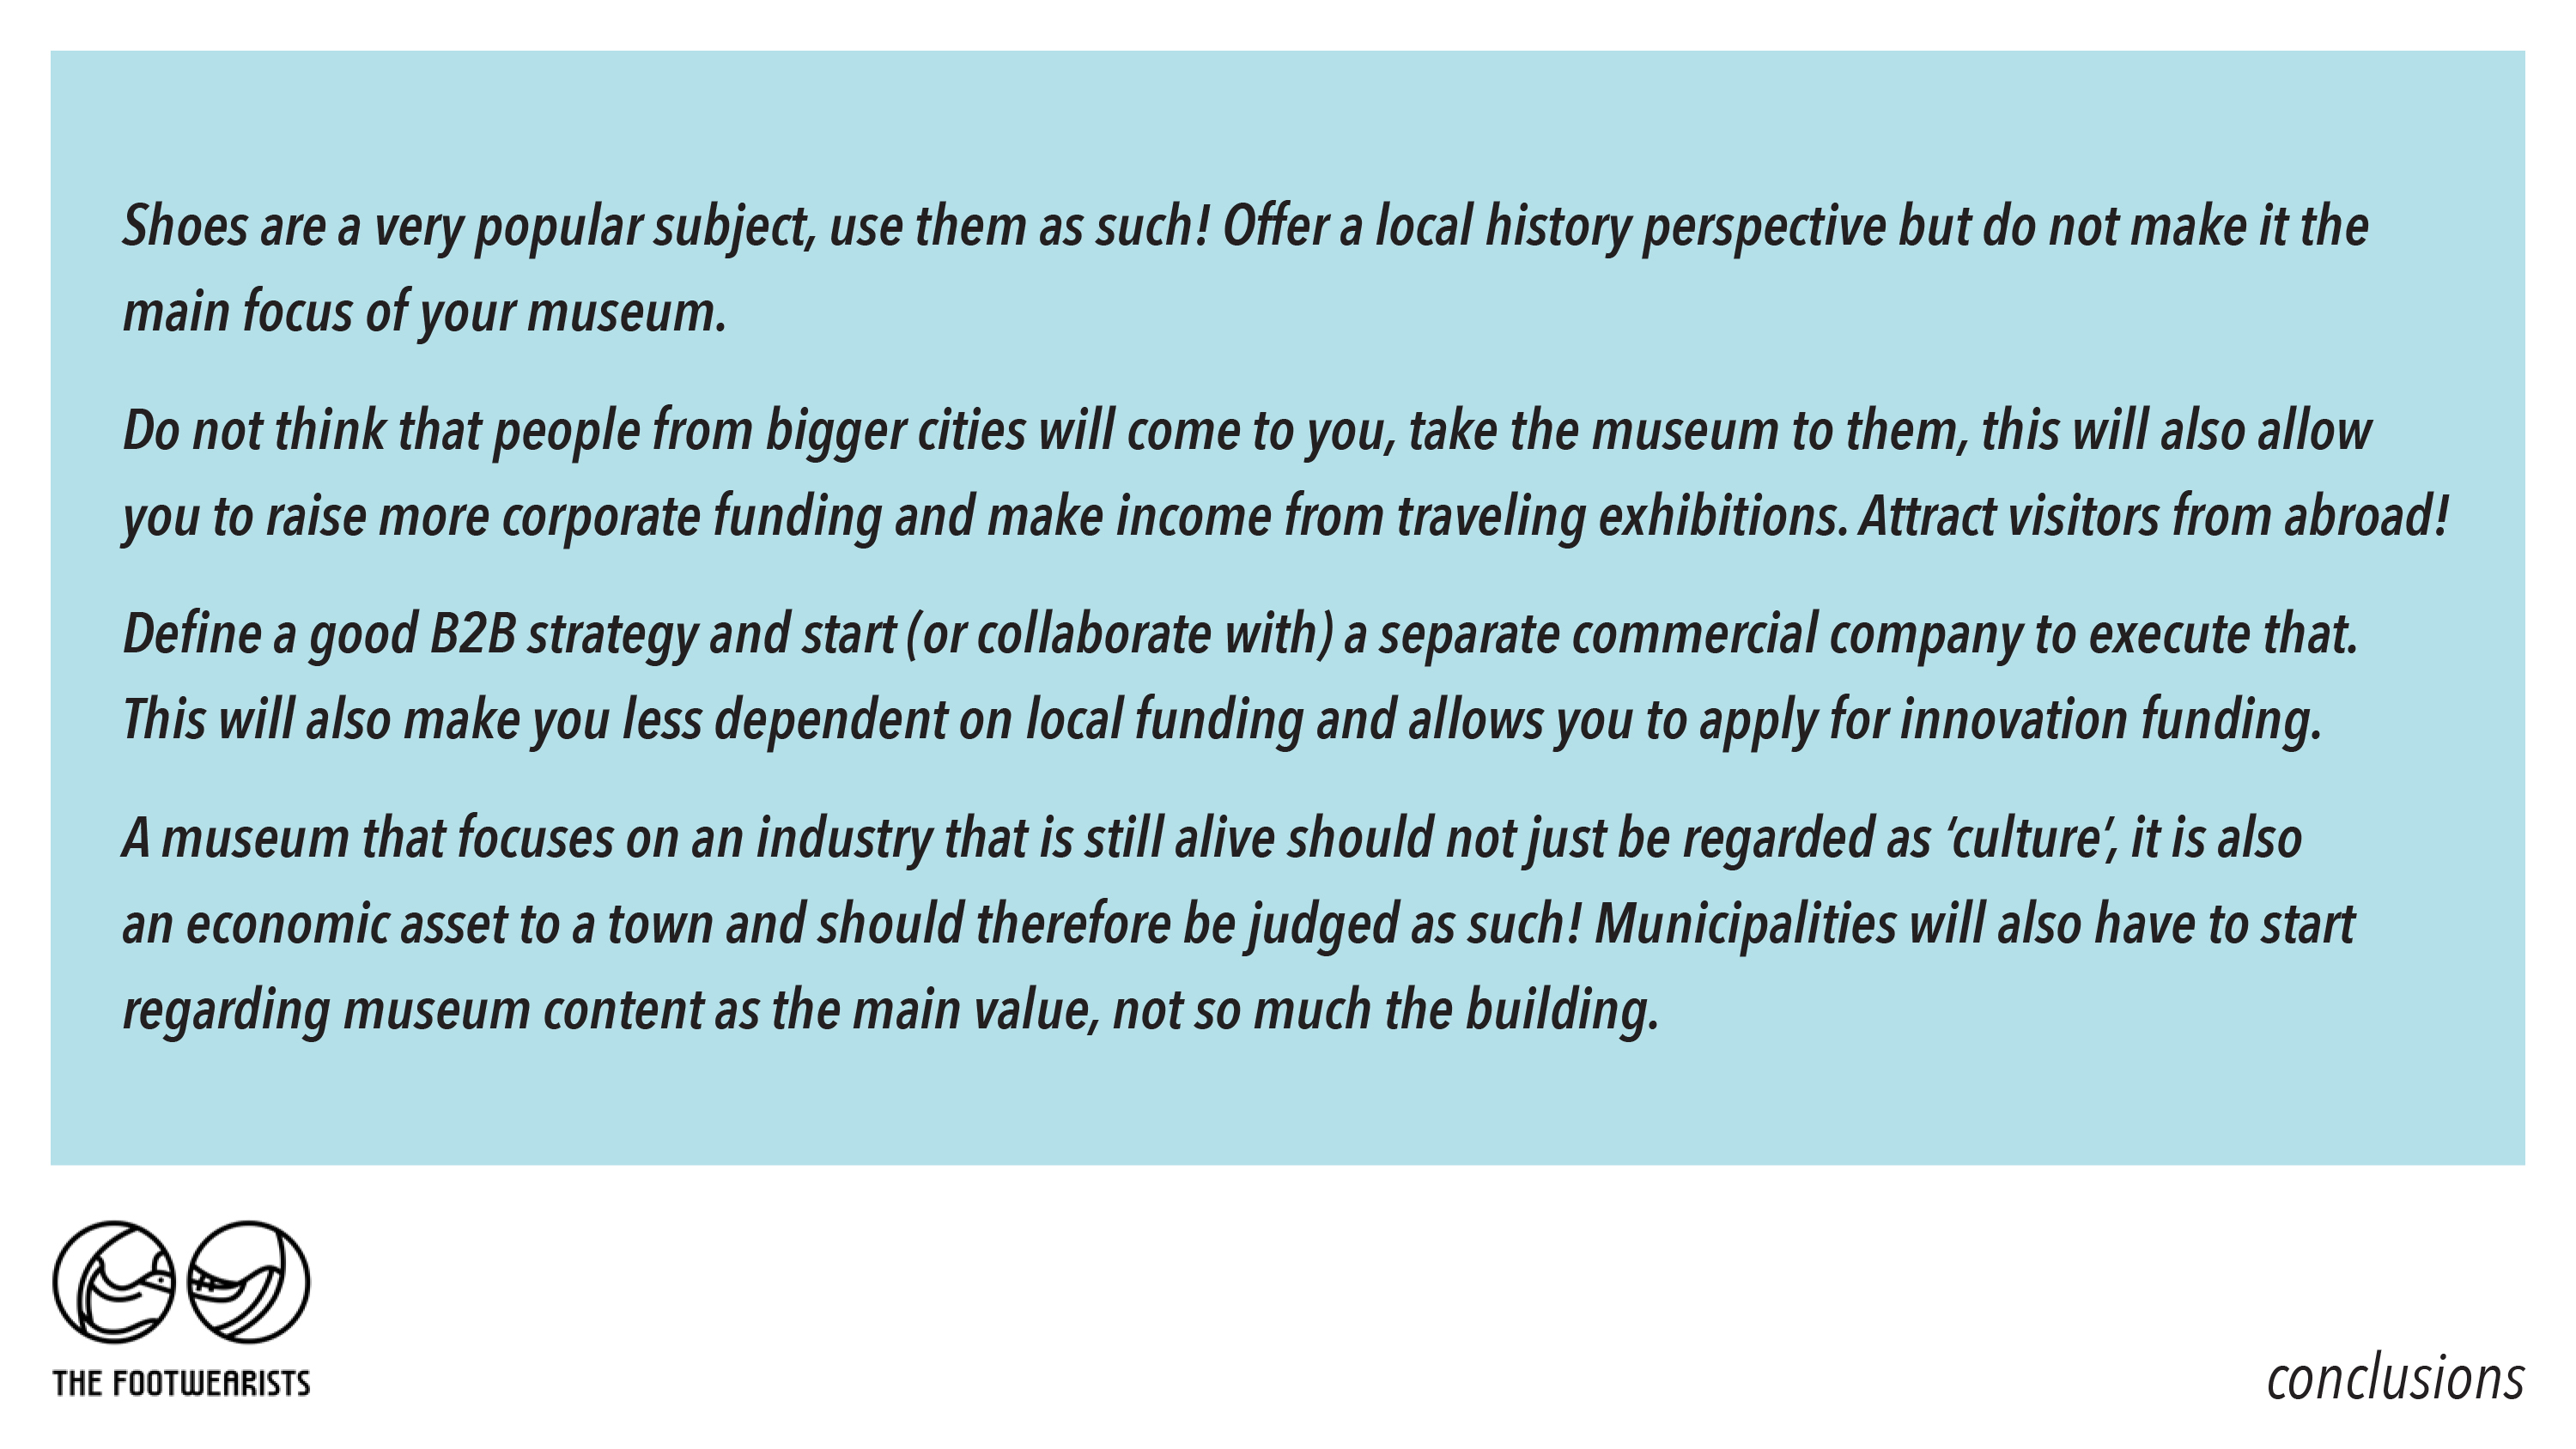 Shoes are a very popular subject, use them as such! Offer a local history perspective but do not make it the
main focus of your museum.
Do not think that people from bigger cities will come to you, take the museum to them, this will also allow
you to raise more corporate funding and make income from traveling exhibitions. Attract visitors from abroad!
Define a good B2B strategy and start (or collaborate with) a separate commercial company to execute that.
This will also make you less dependent on local funding and allows you to apply for innovation funding.
A museum that focuses on an industry that is still alive should not just be regarded as ‘culture’, it is also
an economic asset to a town and should therefore be judged as such! Municipalities will also have to start
regarding museum content as the main value, not so much the building.
THE FOOTWEARISTS
conclusions